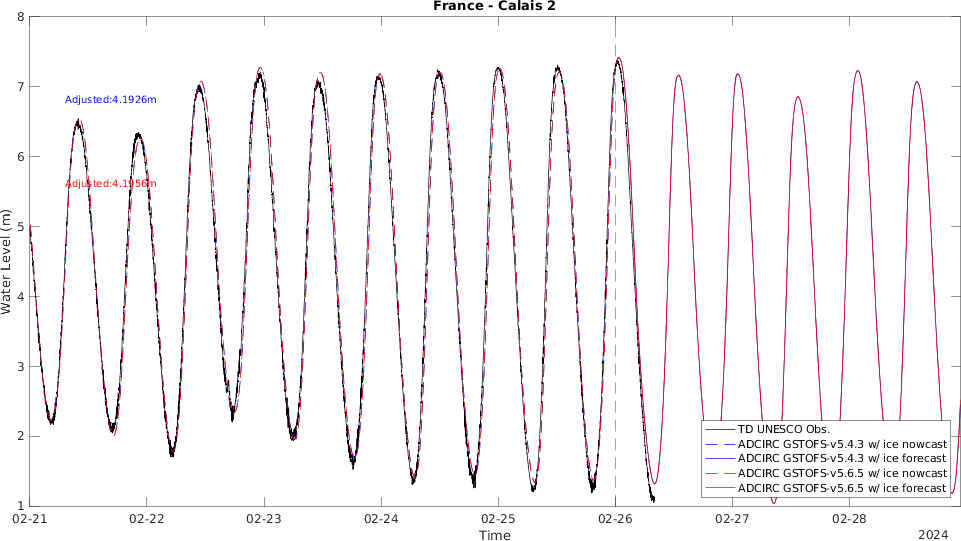 France - Calais 2
8
7
6
5
4
3
2
1
Water Level (m)
Adjusted:4.1926m
Adjusted:4.1956m
TD UNESCO Obs.
ADCIRC GSTOFS-v5.4.3 w/ ice nowcast
ADCIRC GSTOFS-v5.4.3 w/ ice forecast
ADCIRC GSTOFS-v5.6.5 w/ ice nowcast
ADCIRC GSTOFS-v5.6.5 w/ ice forecast
02-21 02-22 02-23 02-24 02-25 02-26 02-27 02-28
Time
2024